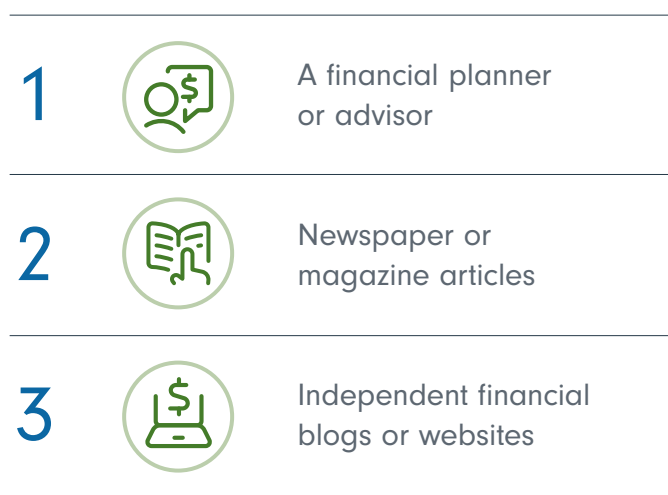 1
A financial planner
or advisor
2
Newspaper or
magazine articles
3
Independent financial
blogs or websites